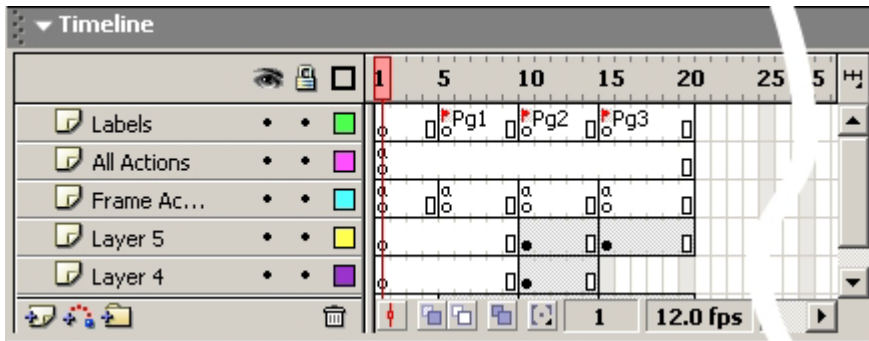 Timeline
1 5 10 15 20 25 5
Labels Pg1 Pg2 Pg3
All Actions a
Frame Ac... a a a a
Layer 5
Layer 4
1 12.0 fps